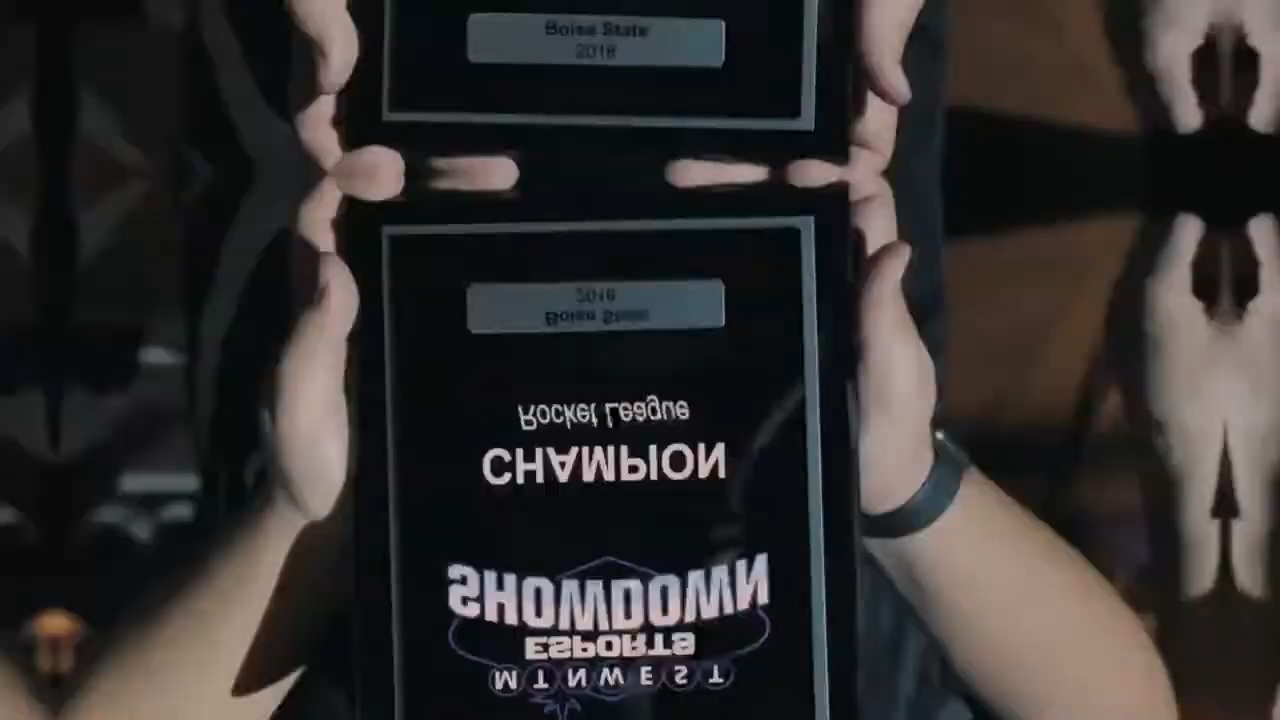 Boise State
2018
2018
Boise State
Rocket League
CHAMPION
SHOWDOWN
ESPORTS
MTNWEST